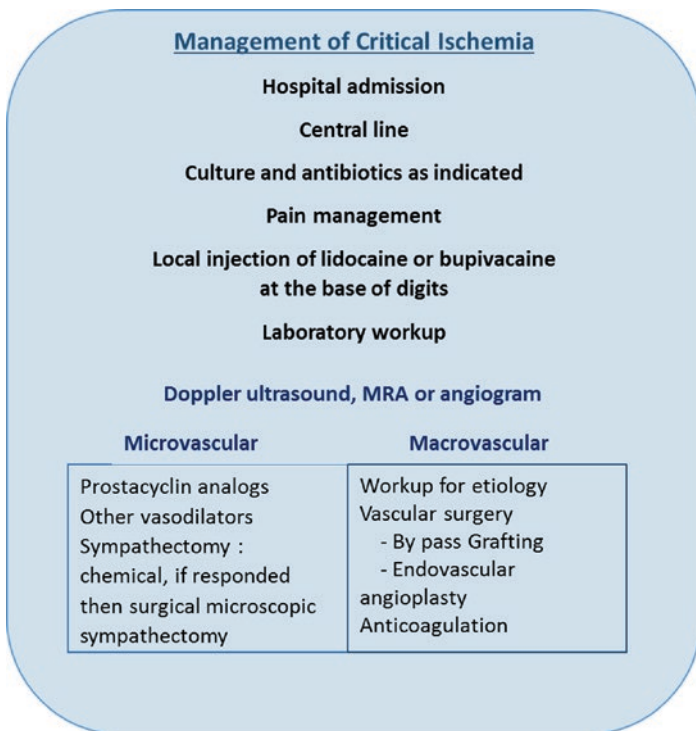 Management of Critical Ischemia
Hospital admission
Central line
Culture and antibiotics as indicated
Pain management
Local injection of lidocaine or bupivacaine
at the base of digits
Laboratory workup
Doppler ultrasound, MRA or angiogram
Microvascular
Prostacyclin analogs
Other vasodilators
Sympathectomy :
chemical, if responded
then surgical microscopic
sympathectomy
Macrovascular
Workup for etiology
Vascular surgery
- By pass Grafting
- Endovascular
angioplasty
Anticoagulation